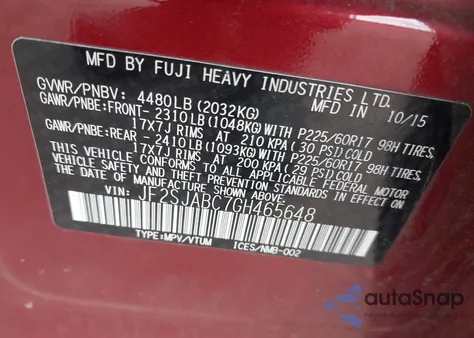 MFD BY FUJI HEAVY INDUSTRIES LTD.
GVWR/PNBV: 4480LB (2032KG) MFD IN 10/15
GAWR/PNBE:FRONT- 2310LB (1048KG) WITH P225/60R17 98H TIRES,
17X7J RIMS AT 210 KPA (30 PSI) COLD
GAWR/PNBE:REAR - 2410LB (1093KG) WITH P225/60R17 98H TIRES,
17X7J RIMS AT 200 KPA (29 PSI) COLD
THIS VEHICLE CONFORMS TO ALL APPLICABLE FEDERAL MOTOR
VEHICLE SAFETY, BUMPER, AND
THEFT PREVENTION STANDARDS IN EFFECT ON THE DATE OF
MANUFACTURE SHOWN ABOVE.
VIN: JF2SJABC7GH465648
TYPE:MPV/VTUM ICES/NMB-002
autoSnap